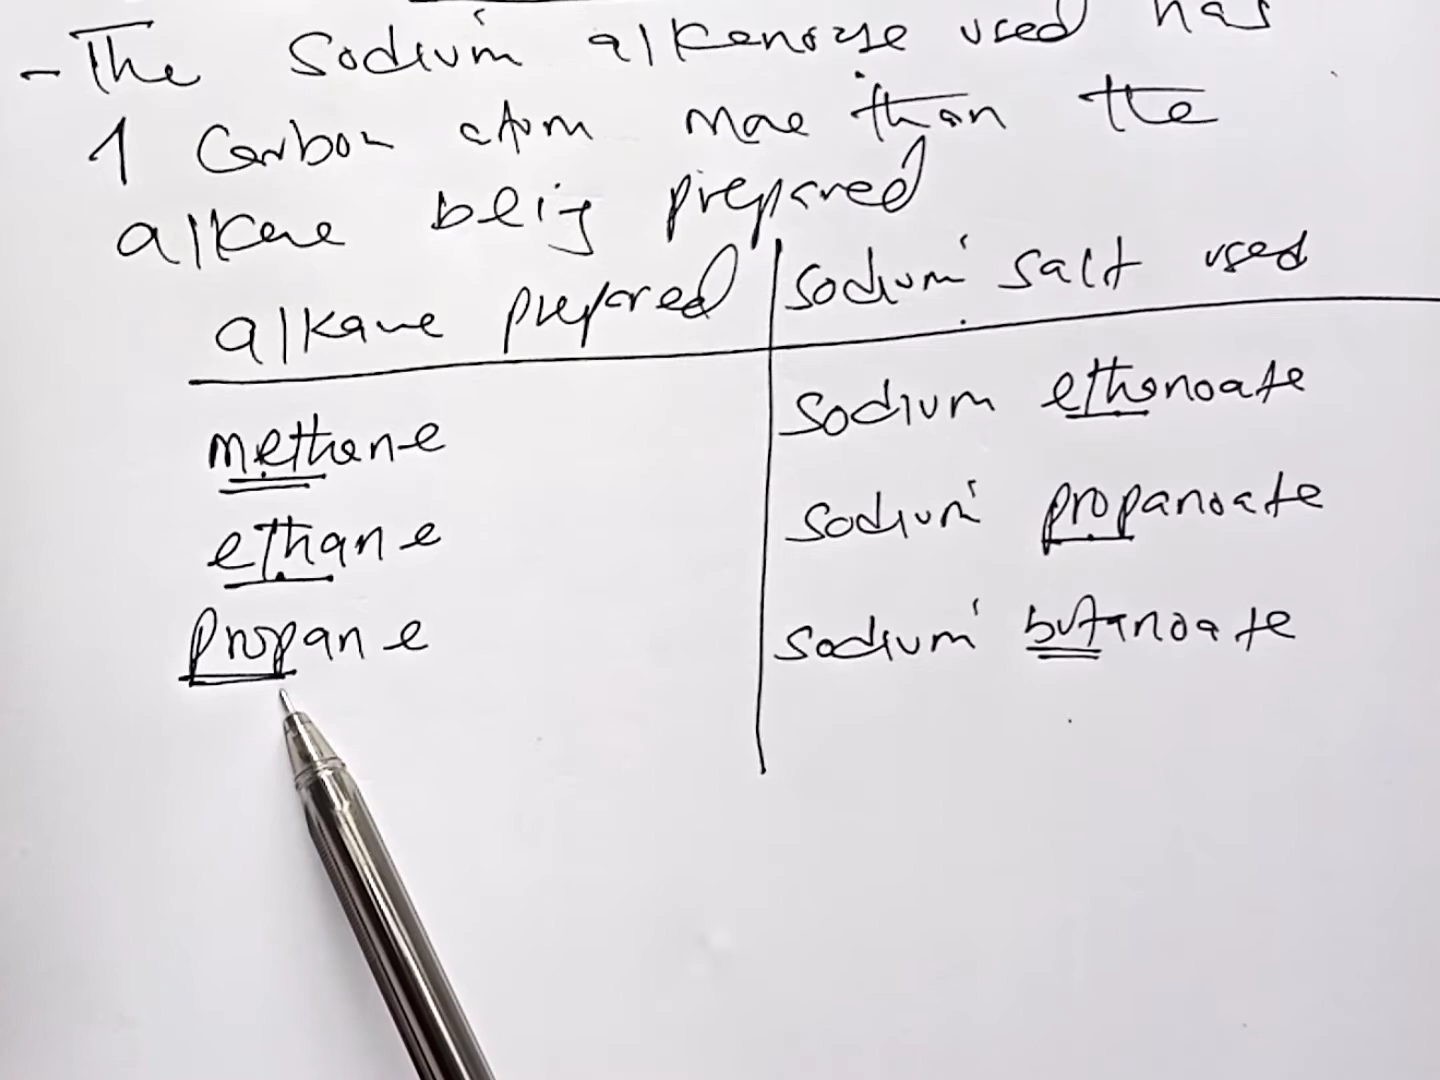 - The sodium alkanoate used has
1 Carbon atom more than the
alkane being prepared
alkane prepared | sodium salt used
methane sodium ethanoate
ethane sodium propanoate
propane sodium butanoate